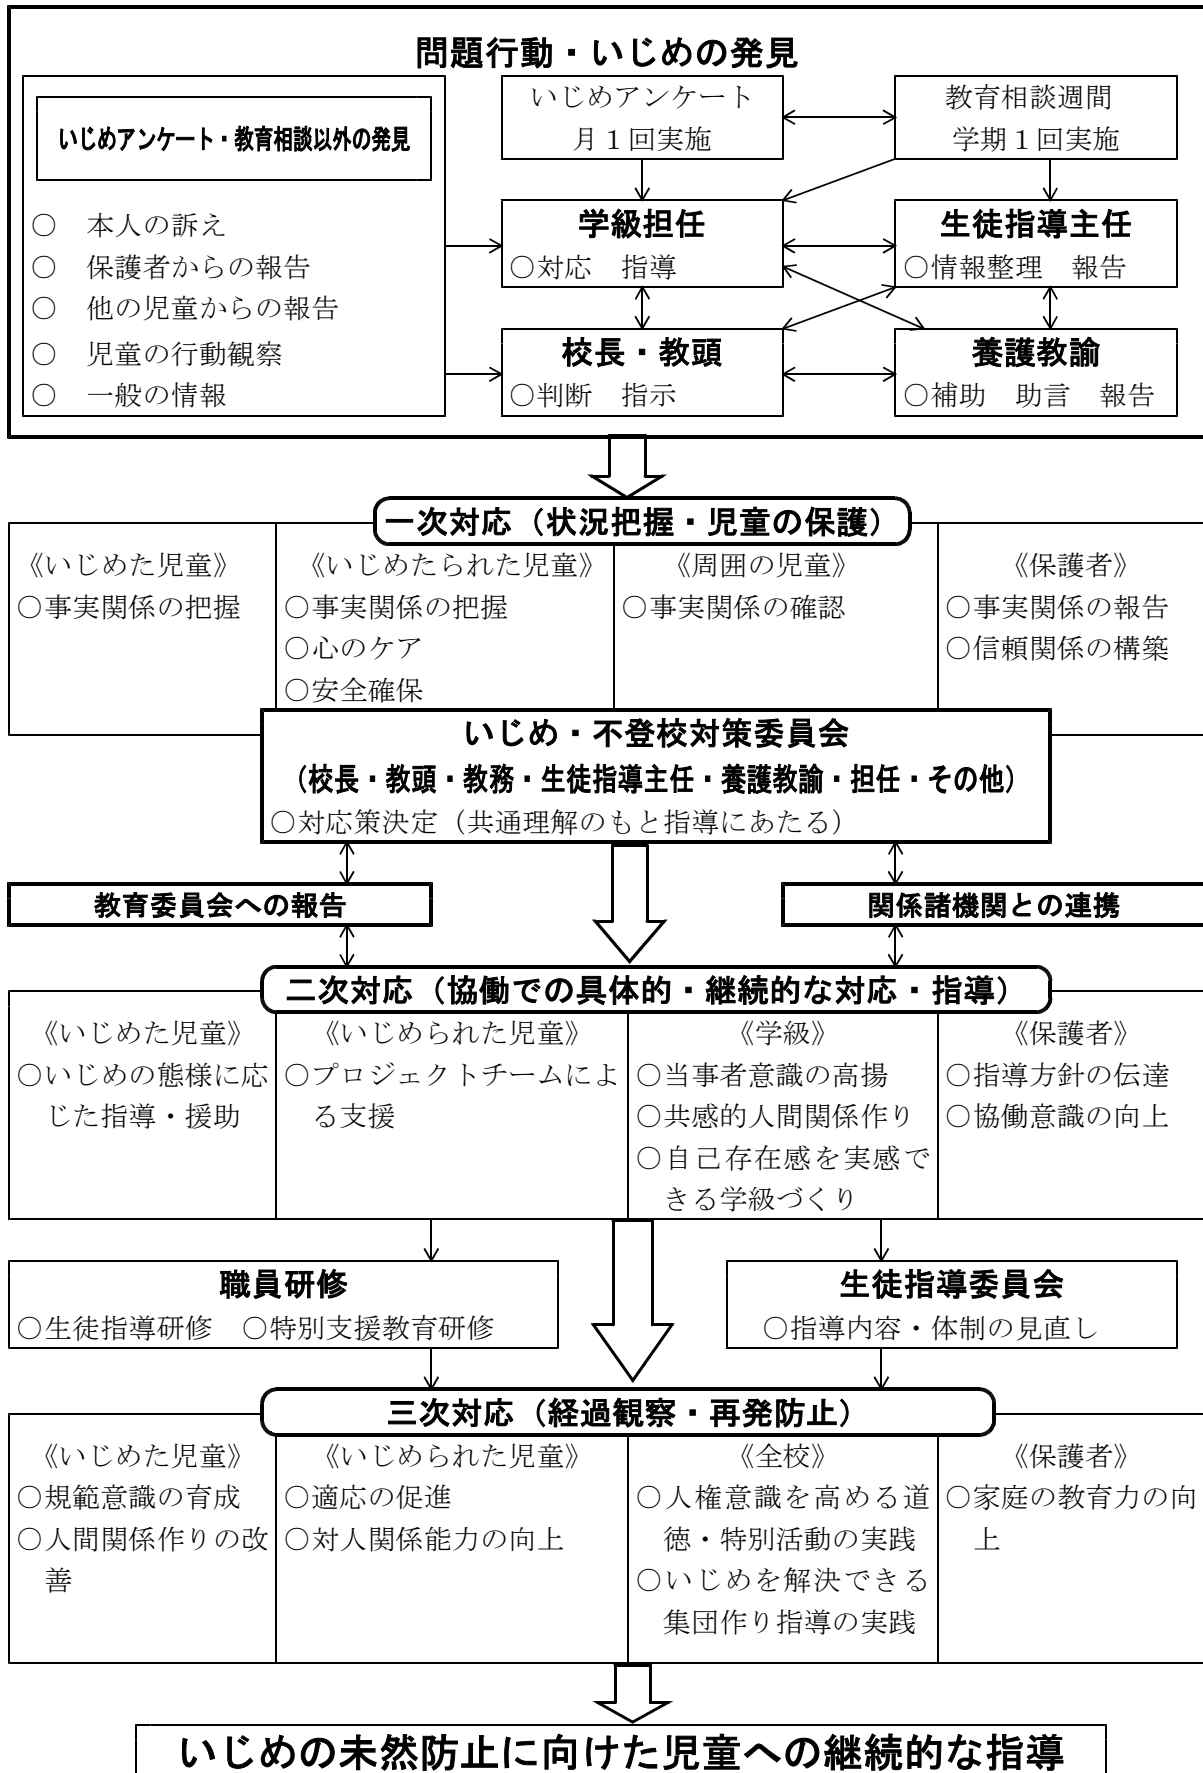 問題行動・いじめの発見
いじめアンケート・教育相談以外の発見
○　本人の訴え
○　保護者からの報告
○　他の児童からの報告
○　児童の行動観察
○　一般の情報
いじめアンケート
月１回実施
教育相談週間
学期１回実施
学級担任
○対応　指導
生徒指導主任
○情報整理　報告
校長・教頭
○判断　指示
養護教諭
○補助　助言　報告
一次対応（状況把握・児童の保護）
《いじめた児童》
○事実関係の把握
《いじめたられた児童》
○事実関係の把握
○心のケア
○安全確保
《周囲の児童》
○事実関係の確認
《保護者》
○事実関係の報告
○信頼関係の構築
いじめ・不登校対策委員会
（校長・教頭・教務・生徒指導主任・養護教諭・担任・その他）
○対応策決定（共通理解のもと指導にあたる）
教育委員会への報告
関係諸機関との連携
二次対応（協働での具体的・継続的な対応・指導）
《いじめた児童》
○いじめの態様に応
じた指導・援助
《いじめられた児童》
○プロジェクトチームによ
る支援
《学級》
○当事者意識の高揚
○共感的人間関係作り
○自己存在感を実感で
きる学級づくり
《保護者》
○指導方針の伝達
○協働意識の向上
職員研修
○生徒指導研修　○特別支援教育研修
生徒指導委員会
○指導内容・体制の見直し
三次対応（経過観察・再発防止）
《いじめた児童》
○規範意識の育成
○人間関係作りの改
善
《いじめられた児童》
○適応の促進
○対人関係能力の向上
《全校》
○人権意識を高める道
徳・特別活動の実践
○いじめを解決できる
集団作り指導の実践
《保護者》
○家庭の教育力の向
上
いじめの未然防止に向けた児童への継続的な指導